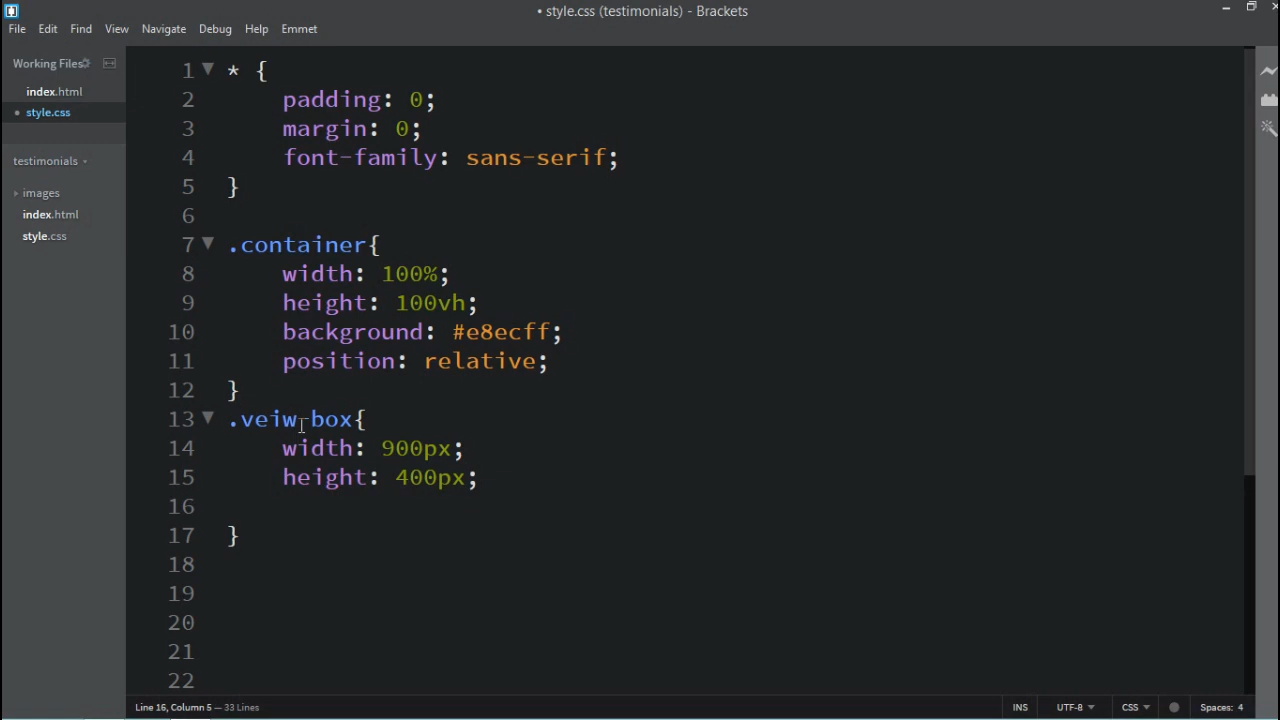 • style.css (testimonials) - Brackets
File Edit Find View Navigate Debug Help Emmet
Working Files
index.html
• style.css
testimonials
images
index.html
style.css
1 * {
2 padding: 0;
3 margin: 0;
4 font-family: sans-serif;
5 }
6
7 .container{
8 width: 100%;
9 height: 100vh;
10 background: #e8ecff;
11 position: relative;
12 }
13 .veiw-box{
14 width: 900px;
15 height: 400px;
16
17 }
18
19
20
21
22
Line 16, Column 5 — 33 Lines INS UTF-8 CSS Spaces: 4